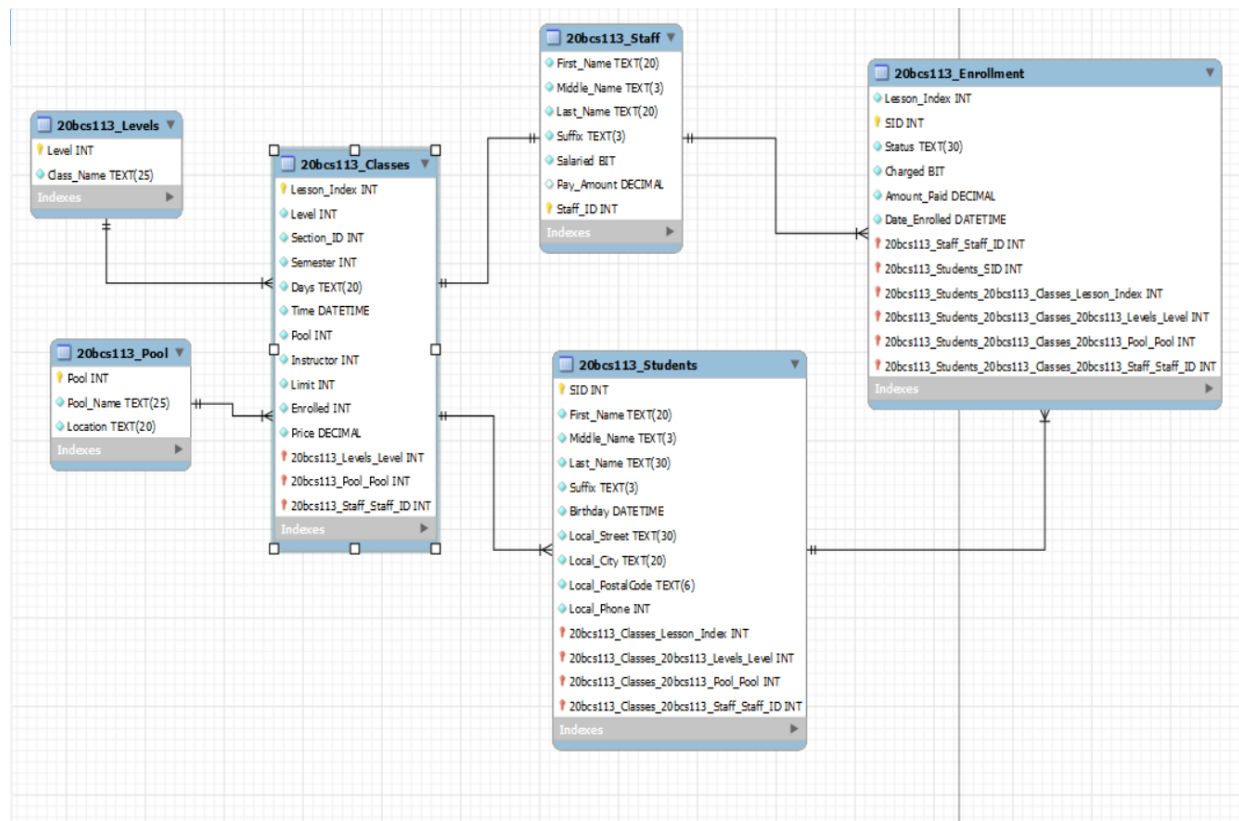 20bcs113_Levels
Level INT
Class_Name TEXT(25)
Indexes
20bcs113_Pool
Pool INT
Pool_Name TEXT(25)
Location TEXT(20)
Indexes
20bcs113_Classes
Lesson_Index INT
Level INT
Section_ID INT
Semester INT
Days TEXT(20)
Time DATETIME
Pool INT
Instructor INT
Limit INT
Enrolled INT
Price DECIMAL
20bcs113_Levels_Level INT
20bcs113_Pool_Pool INT
20bcs113_Staff_Staff_ID INT
Indexes
20bcs113_Staff
First_Name TEXT(20)
Middle_Name TEXT(3)
Last_Name TEXT(20)
Suffix TEXT(3)
Salaried BIT
Pay_Amount DECIMAL
Staff_ID INT
Indexes
20bcs113_Students
SID INT
First_Name TEXT(20)
Middle_Name TEXT(3)
Last_Name TEXT(30)
Suffix TEXT(3)
Birthday DATETIME
Local_Street TEXT(30)
Local_City TEXT(20)
Local_PostalCode TEXT(6)
Local_Phone INT
20bcs113_Classes_Lesson_Index INT
20bcs113_Classes_20bcs113_Levels_Level INT
20bcs113_Classes_20bcs113_Pool_Pool INT
20bcs113_Classes_20bcs113_Staff_Staff_ID INT
Indexes
20bcs113_Enrollment
Lesson_Index INT
SID INT
Status TEXT(30)
Charged BIT
Amount_Paid DECIMAL
Date_Enrolled DATETIME
20bcs113_Staff_Staff_ID INT
20bcs113_Students_SID INT
20bcs113_Students_20bcs113_Classes_Lesson_Index INT
20bcs113_Students_20bcs113_Classes_20bcs113_Levels_Level INT
20bcs113_Students_20bcs113_Classes_20bcs113_Pool_Pool INT
20bcs113_Students_20bcs113_Classes_20bcs113_Staff_Staff_ID INT
Indexes